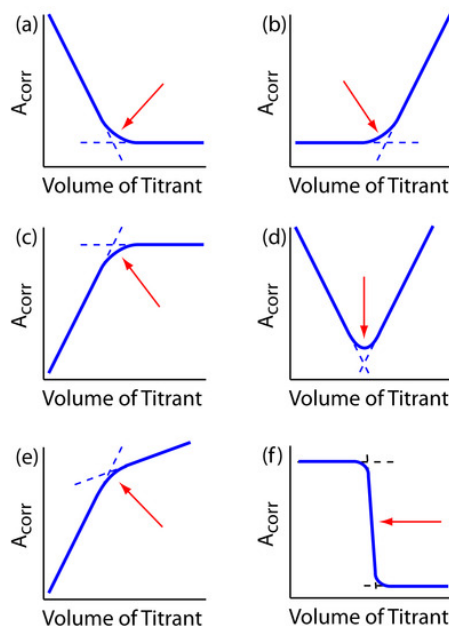 (a)
A_corr
Volume of Titrant
(b)
A_corr
Volume of Titrant
(c)
A_corr
Volume of Titrant
(d)
A_corr
Volume of Titrant
(e)
A_corr
Volume of Titrant
(f)
A_corr
Volume of Titrant